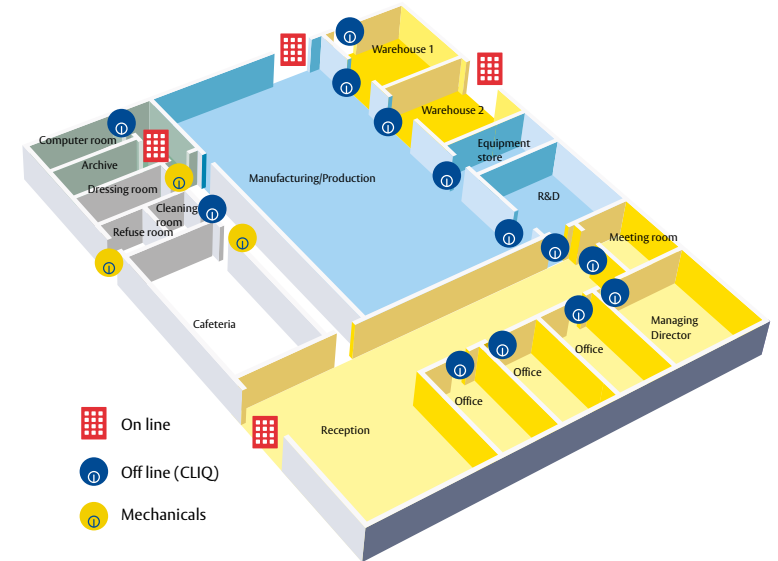 Warehouse 1
Warehouse 2
Computer room
Equipment
store
Archive
Manufacturing/Production
Dressing room
R&D
Cleaning
room
Refuse room
Meeting room
Cafeteria
Managing
Director
Office
Office
Office
Reception
On line
Off line (CLIQ)
Mechanicals